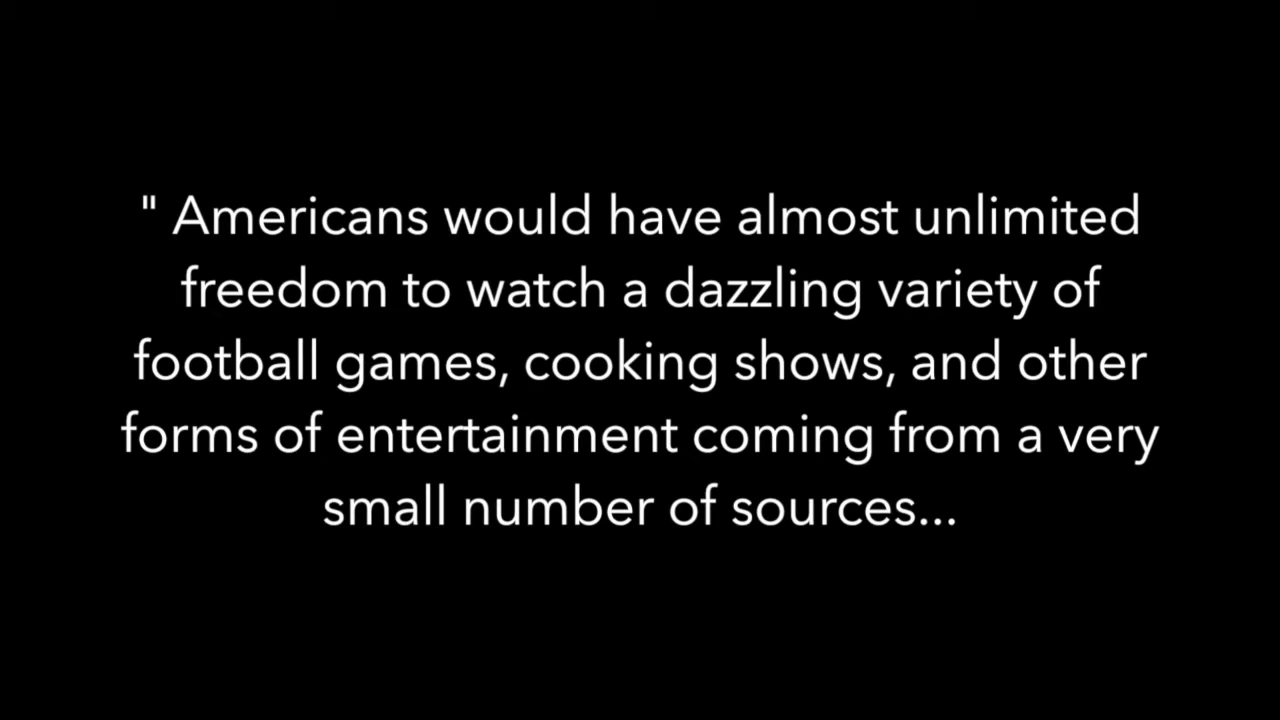 " Americans would have almost unlimited
freedom to watch a dazzling variety of
football games, cooking shows, and other
forms of entertainment coming from a very
small number of sources...